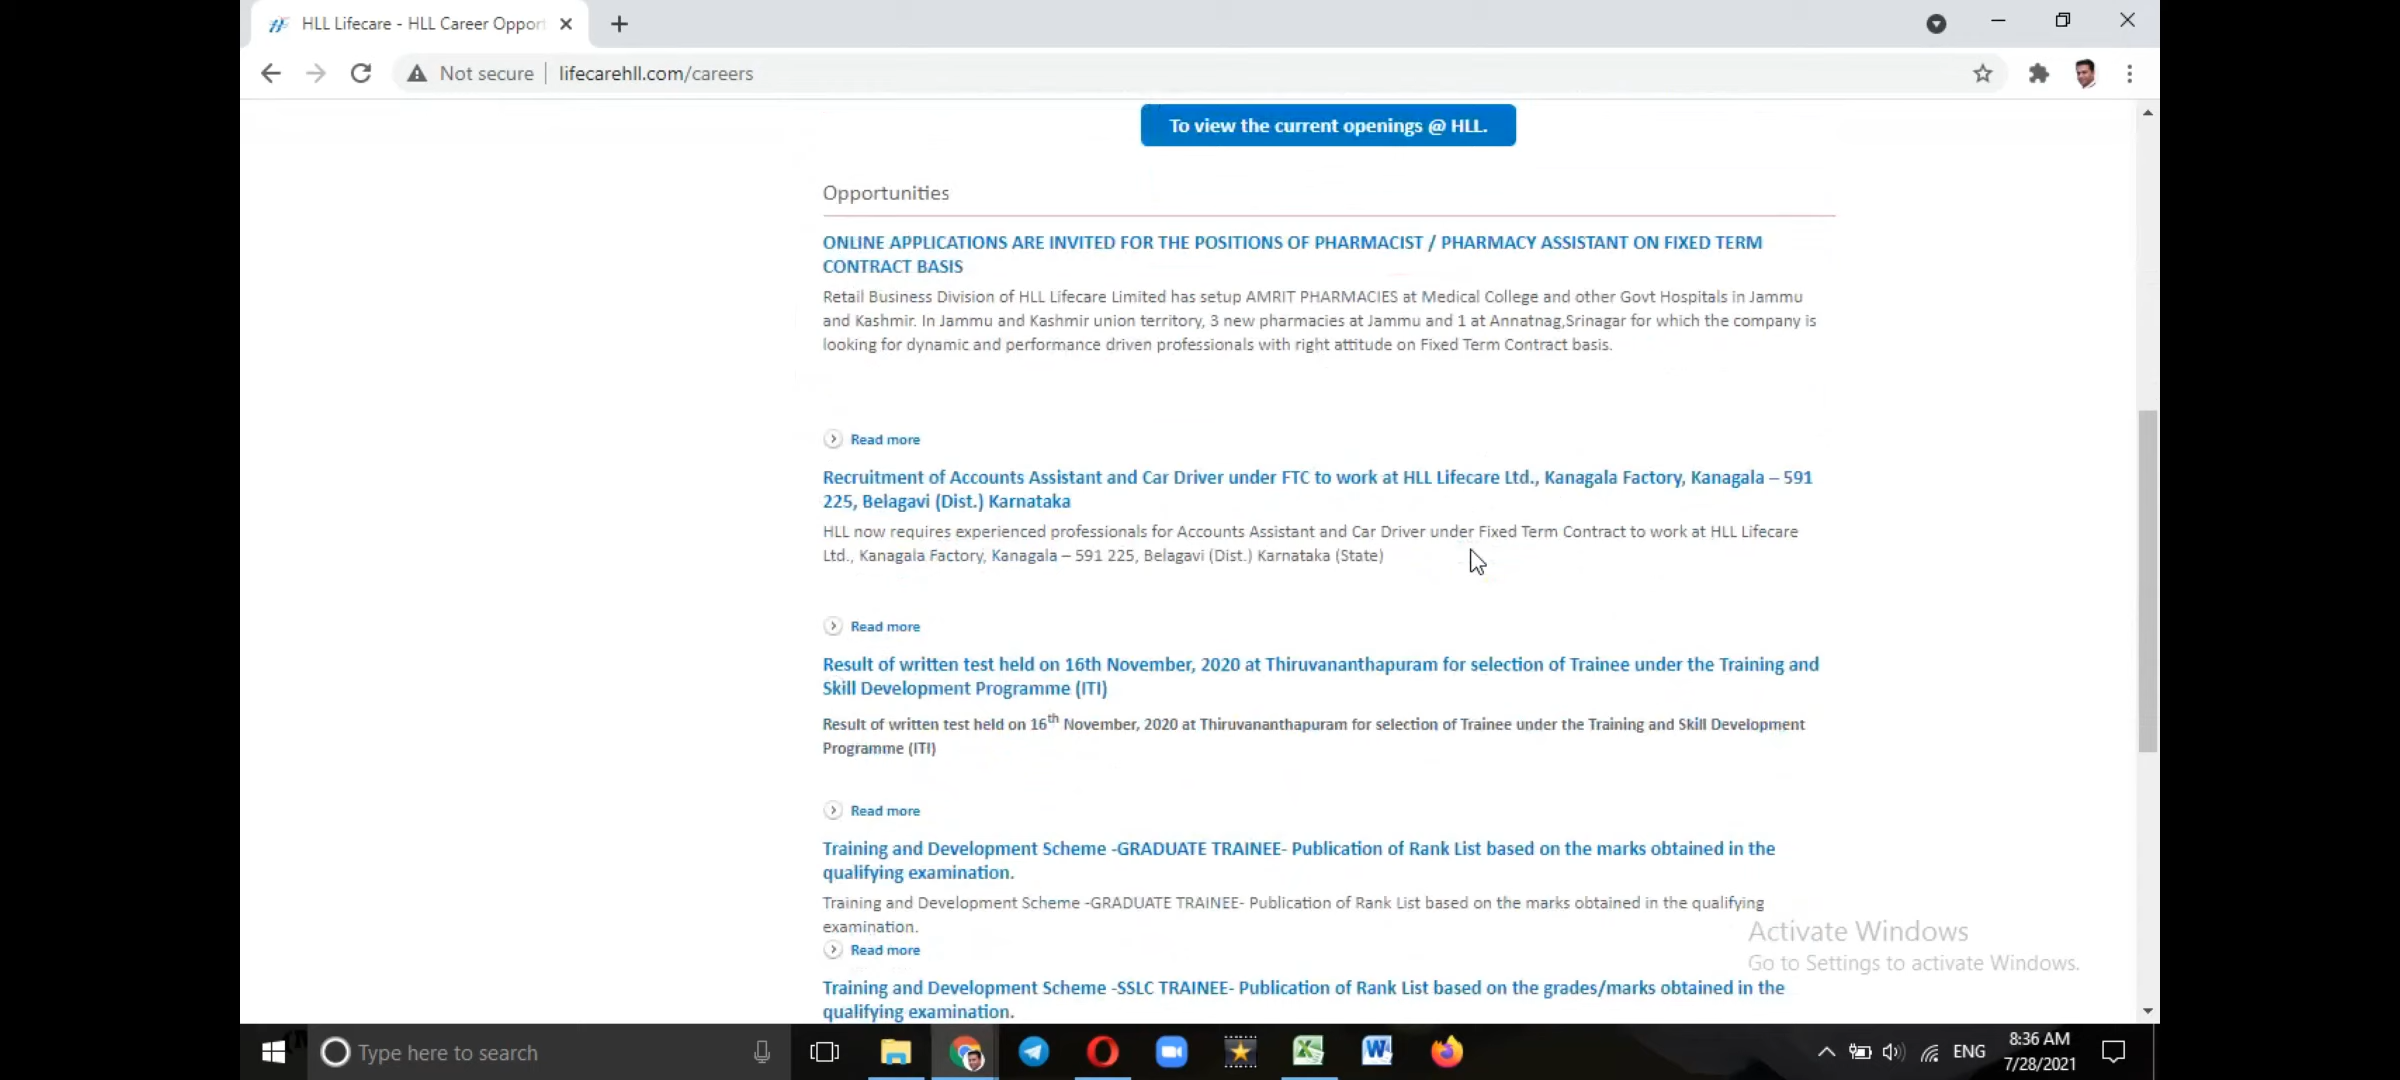 HLL Lifecare - HLL Career Oppor
Not secure
lifecarehll.com/careers
To view the current openings @ HLL.
Opportunities
ONLINE APPLICATIONS ARE INVITED FOR THE POSITIONS OF PHARMACIST / PHARMACY ASSISTANT ON FIXED TERM
CONTRACT BASIS
Retail Business Division of HLL Lifecare Limited has setup AMRIT PHARMACIES at Medical College and other Govt Hospitals in Jammu
and Kashmir. In Jammu and Kashmir union territory, 3 new pharmacies at Jammu and 1 at Annatnag,Srinagar for which the company is
looking for dynamic and performance driven professionals with right attitude on Fixed Term Contract basis.
Read more
Recruitment of Accounts Assistant and Car Driver under FTC to work at HLL Lifecare Ltd., Kanagala Factory, Kanagala – 591
225, Belagavi (Dist.) Karnataka
HLL now requires experienced professionals for Accounts Assistant and Car Driver under Fixed Term Contract to work at HLL Lifecare
Ltd., Kanagala Factory, Kanagala – 591 225, Belagavi (Dist.) Karnataka (State)
Read more
Result of written test held on 16th November, 2020 at Thiruvananthapuram for selection of Trainee under the Training and
Skill Development Programme (ITI)
Result of written test held on 16th November, 2020 at Thiruvananthapuram for selection of Trainee under the Training and Skill Development
Programme (ITI)
Read more
Training and Development Scheme -GRADUATE TRAINEE- Publication of Rank List based on the marks obtained in the
qualifying examination.
Training and Development Scheme -GRADUATE TRAINEE- Publication of Rank List based on the marks obtained in the qualifying
examination.
Read more
Training and Development Scheme -SSLC TRAINEE- Publication of Rank List based on the grades/marks obtained in the
qualifying examination.
Activate Windows
Go to Settings to activate Windows.
Type here to search
ENG
8:36 AM
7/28/2021